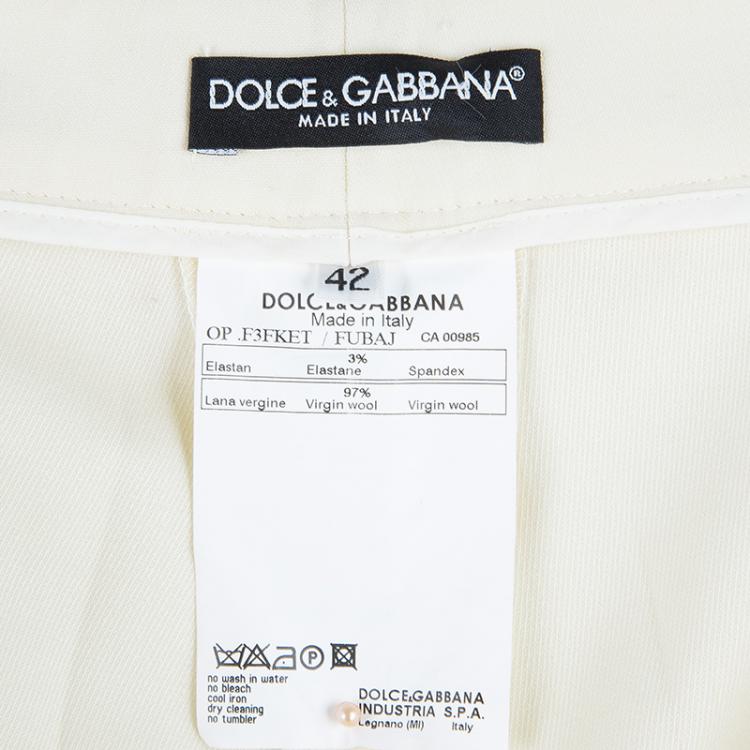 DOLCE & GABBANA®
MADE IN ITALY
42
DOLCE&GABBANA
Made in Italy
OP .F3FKET / FUBAJ CA 00985
3%
Elastan Elastane Spandex
97%
Lana vergine Virgin wool Virgin wool
P
no wash in water
no bleach
cool iron
dry cleaning
no tumbler
DOLCE&GABBANA
INDUSTRIA S.P.A.
Legnano (MI) Italy